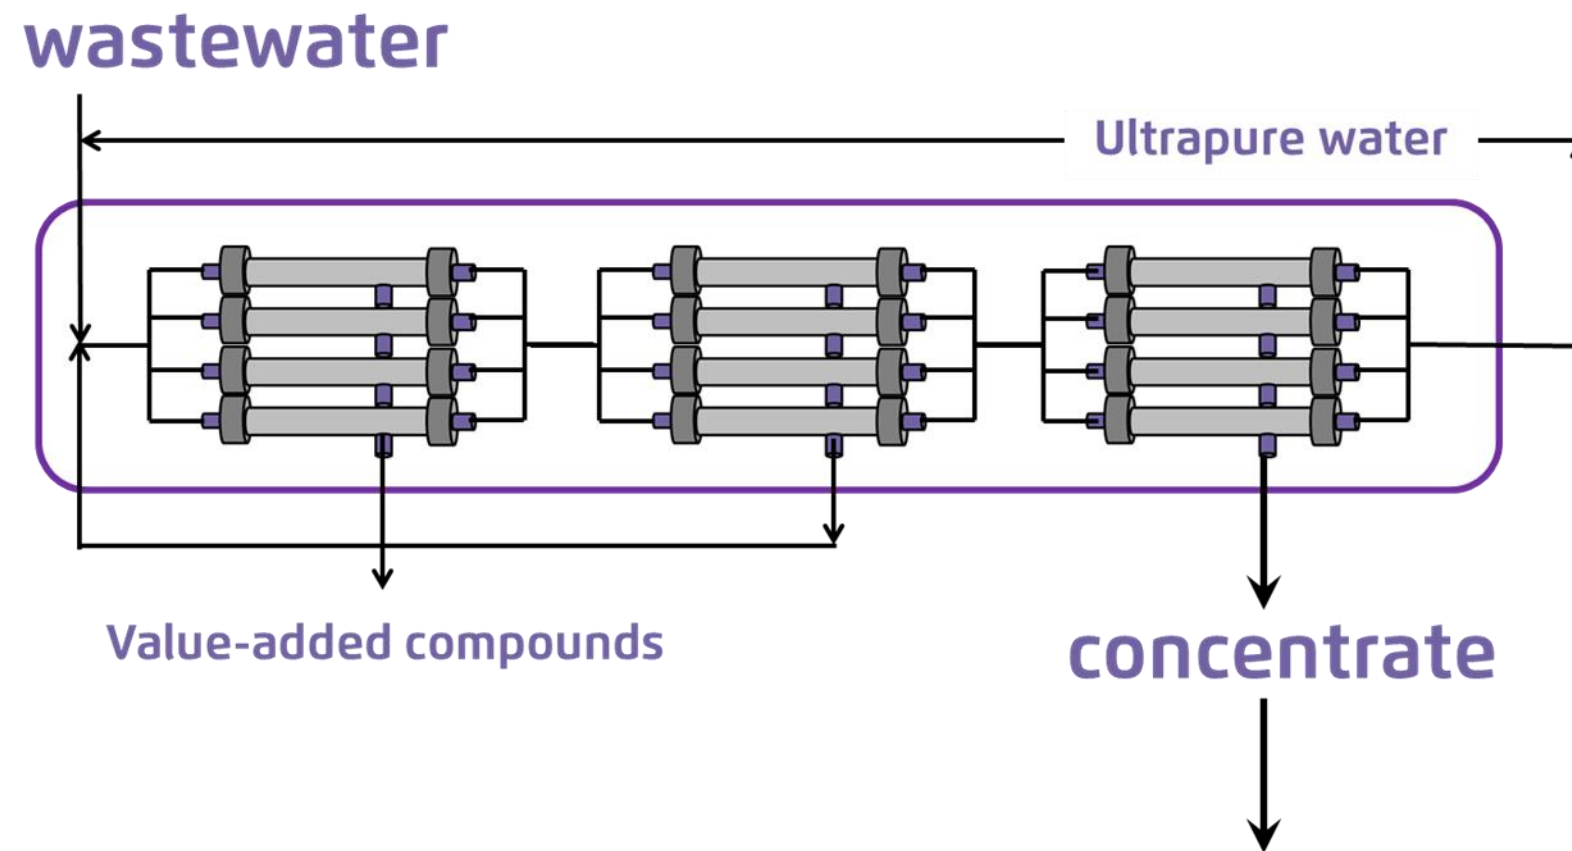 wastewater
Ultrapure water
Value-added compounds
concentrate